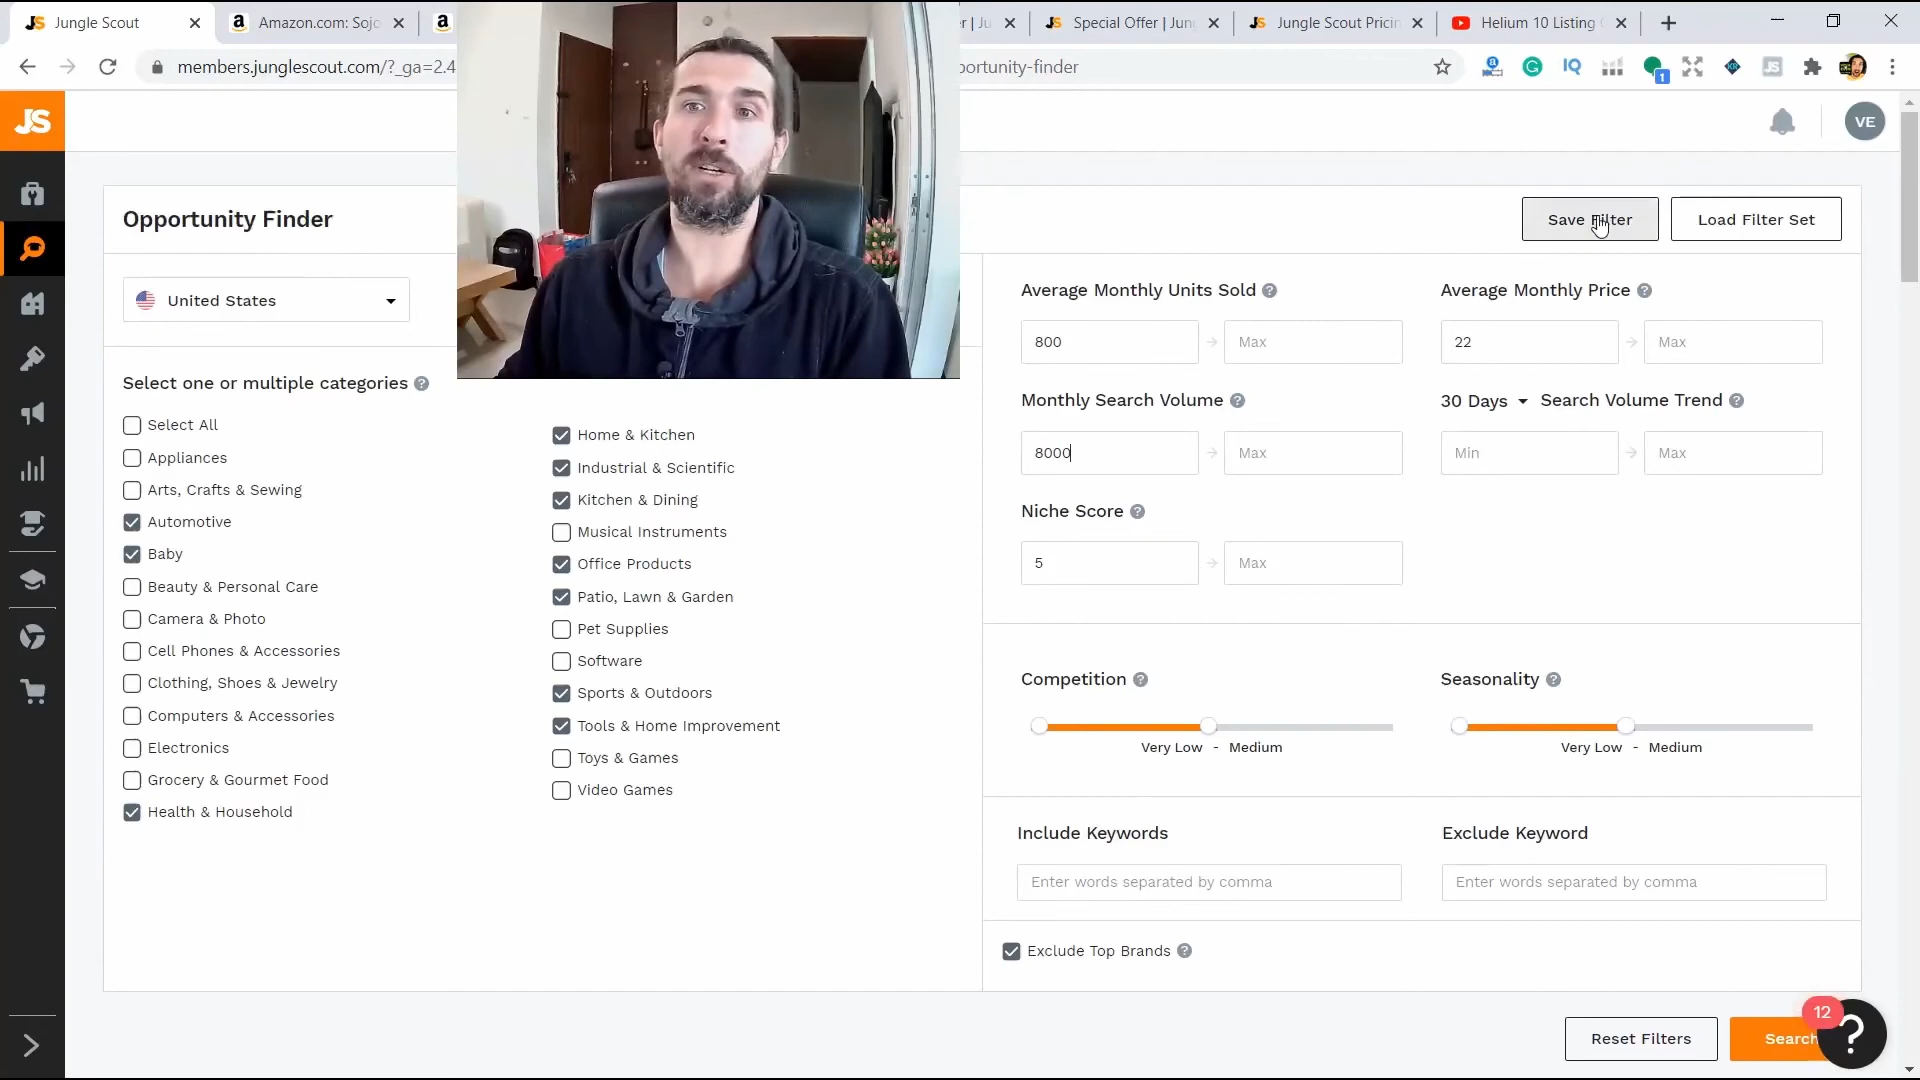 Jungle Scout
Amazon.com: Sojo
r | Ju
Special Offer | Jung
Jungle Scout Pricin
Helium 10 Listing
members.junglescout.com/?_ga=2.4
portunity-finder
1
JS
VE
Opportunity Finder
Save Filter
Load Filter Set
United States
Average Monthly Units Sold
Average Monthly Price
800
Max
22
Max
Select one or multiple categories
Monthly Search Volume
30 Days
Search Volume Trend
8000
Max
Min
Max
Select All
Appliances
Arts, Crafts & Sewing
Automotive
Baby
Beauty & Personal Care
Camera & Photo
Cell Phones & Accessories
Clothing, Shoes & Jewelry
Computers & Accessories
Electronics
Grocery & Gourmet Food
Health & Household
Home & Kitchen
Industrial & Scientific
Kitchen & Dining
Musical Instruments
Office Products
Patio, Lawn & Garden
Pet Supplies
Software
Sports & Outdoors
Tools & Home Improvement
Toys & Games
Video Games
Niche Score
5
Max
Competition
Seasonality
Very Low - Medium
Very Low - Medium
Include Keywords
Exclude Keyword
Enter words separated by comma
Enter words separated by comma
Exclude Top Brands
Reset Filters
Search
12
?